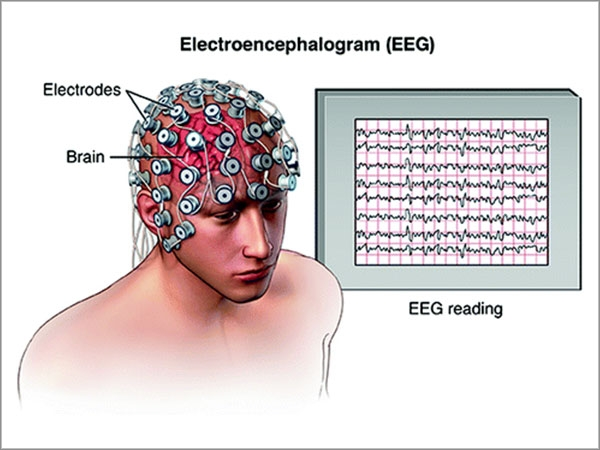 Electroencephalogram (EEG)
Electrodes
Brain
EEG reading